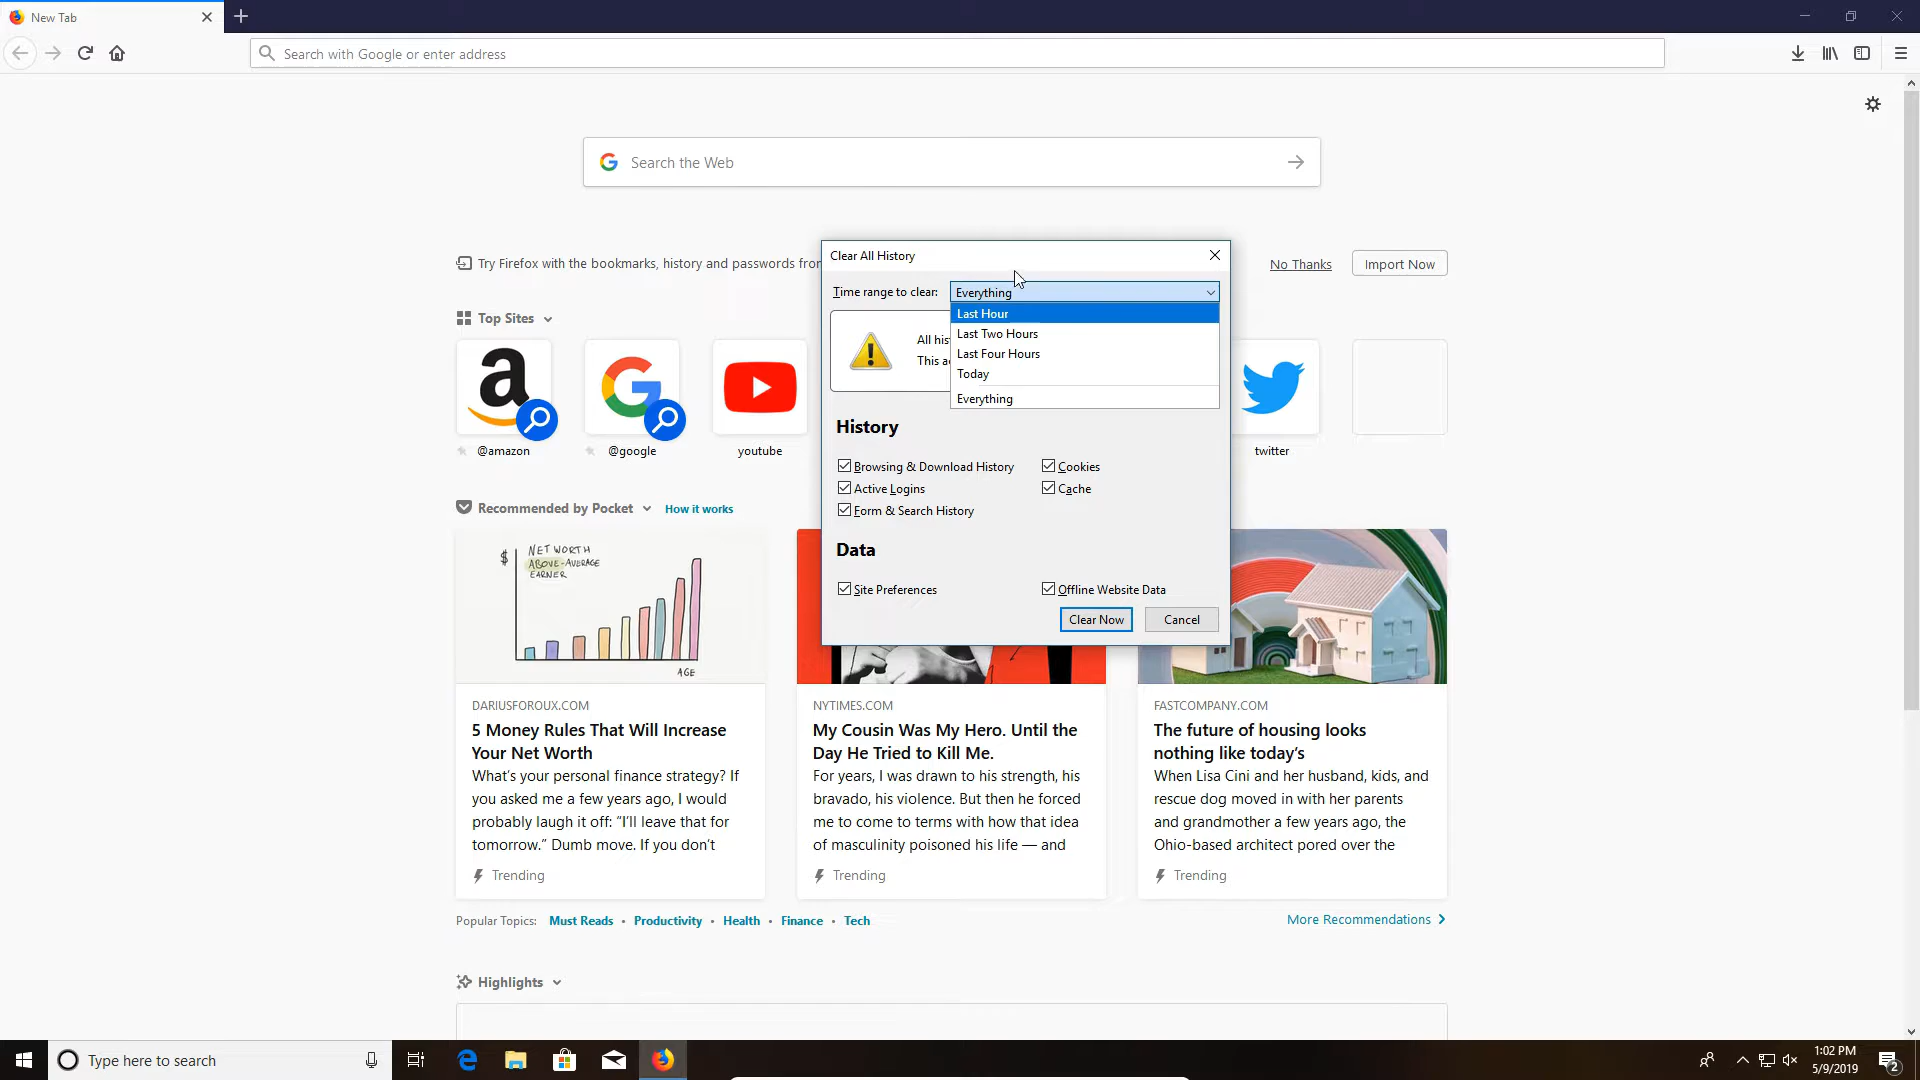 New Tab
Search with Google or enter address
Search the Web
Try Firefox with the bookmarks, history and passwords from
No Thanks
Import Now
Clear All History
Time range to clear:
Everything
Last Hour
Last Two Hours
Last Four Hours
Today
Everything
All his
This a
Top Sites
@amazon
@google
youtube
twitter
History
Browsing & Download History
Cookies
Active Logins
Cache
Form & Search History
Data
Site Preferences
Offline Website Data
Clear Now
Cancel
Recommended by Pocket
How it works
$
NET WORTH
ABOVE-AVERAGE
EARNER
AGE
DARIUSFOROUX.COM
5 Money Rules That Will Increase
Your Net Worth
What's your personal finance strategy? If
you asked me a few years ago, I would
probably laugh it off: “I'll leave that for
tomorrow.” Dumb move. If you don't
Trending
NYTIMES.COM
My Cousin Was My Hero. Until the
Day He Tried to Kill Me.
For years, I was drawn to his strength, his
bravado, his violence. But then he forced
me to come to terms with how that idea
of masculinity poisoned his life — and
Trending
FASTCOMPANY.COM
The future of housing looks
nothing like today's
When Lisa Cini and her husband, kids, and
rescue dog moved in with her parents
and grandmother a few years ago, the
Ohio-based architect pored over the
Trending
Popular Topics: Must Reads • Productivity • Health • Finance • Tech
More Recommendations
Highlights
Type here to search
1:02 PM
5/9/2019
2